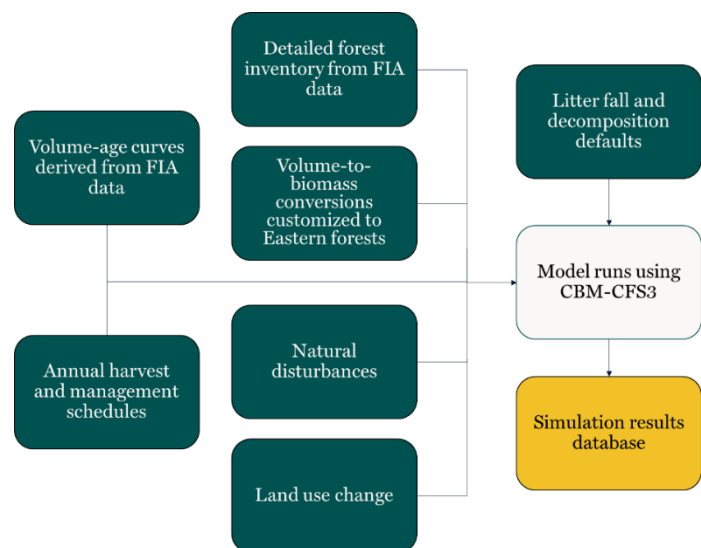 Volume-age curves
derived from FIA
data
Annual harvest
and management
schedules
Detailed forest
inventory from FIA
data
Volume-to-
biomass
conversions
customized to
Eastern forests
Natural
disturbances
Land use change
Litter fall and
decomposition
defaults
Model runs using
CBM-CFS3
Simulation results
database